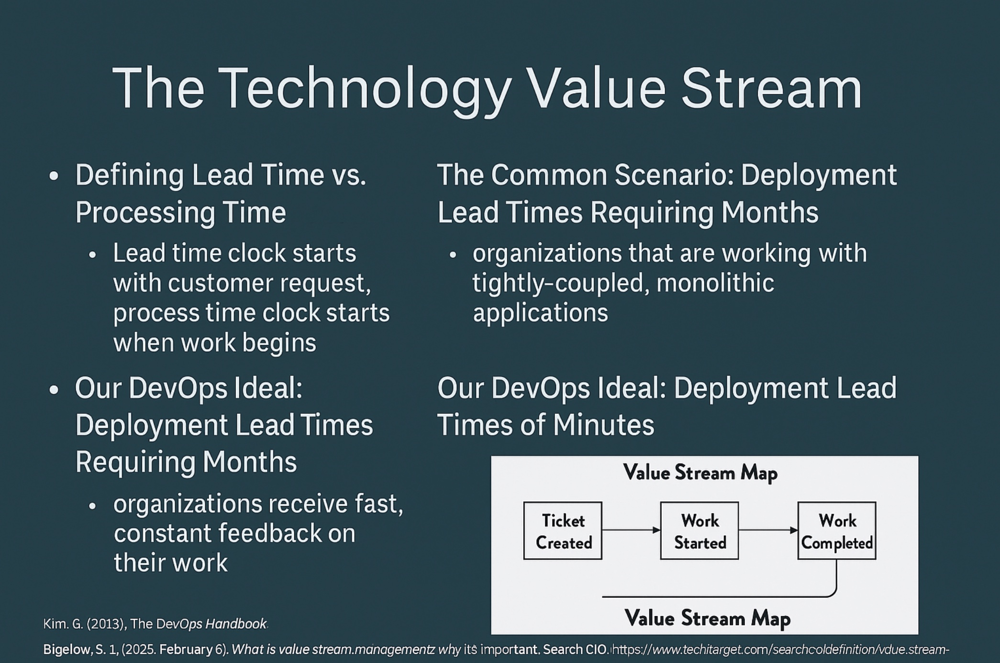 The Technology Value Stream
• Defining Lead Time vs.
Processing Time
• Lead time clock starts
with customer request,
process time clock starts
when work begins
• Our DevOps Ideal:
Deployment Lead Times
Requiring Months
• organizations receive fast,
constant feedback on
their work
The Common Scenario: Deployment
Lead Times Requiring Months
• organizations that are working with
tightly-coupled, monolithic
applications
Our DevOps Ideal: Deployment Lead
Times of Minutes
Value Stream Map
Ticket
Created
Work
Started
Work
Completed
Value Stream Map
Kim. G. (2013), The DevOps Handbook.
Bigelow, S. 1, (2025. February 6). What is value stream.managementz why its important. Search CIO. https://www.techitarget.com/searchcoldefinition/vdue.stream-